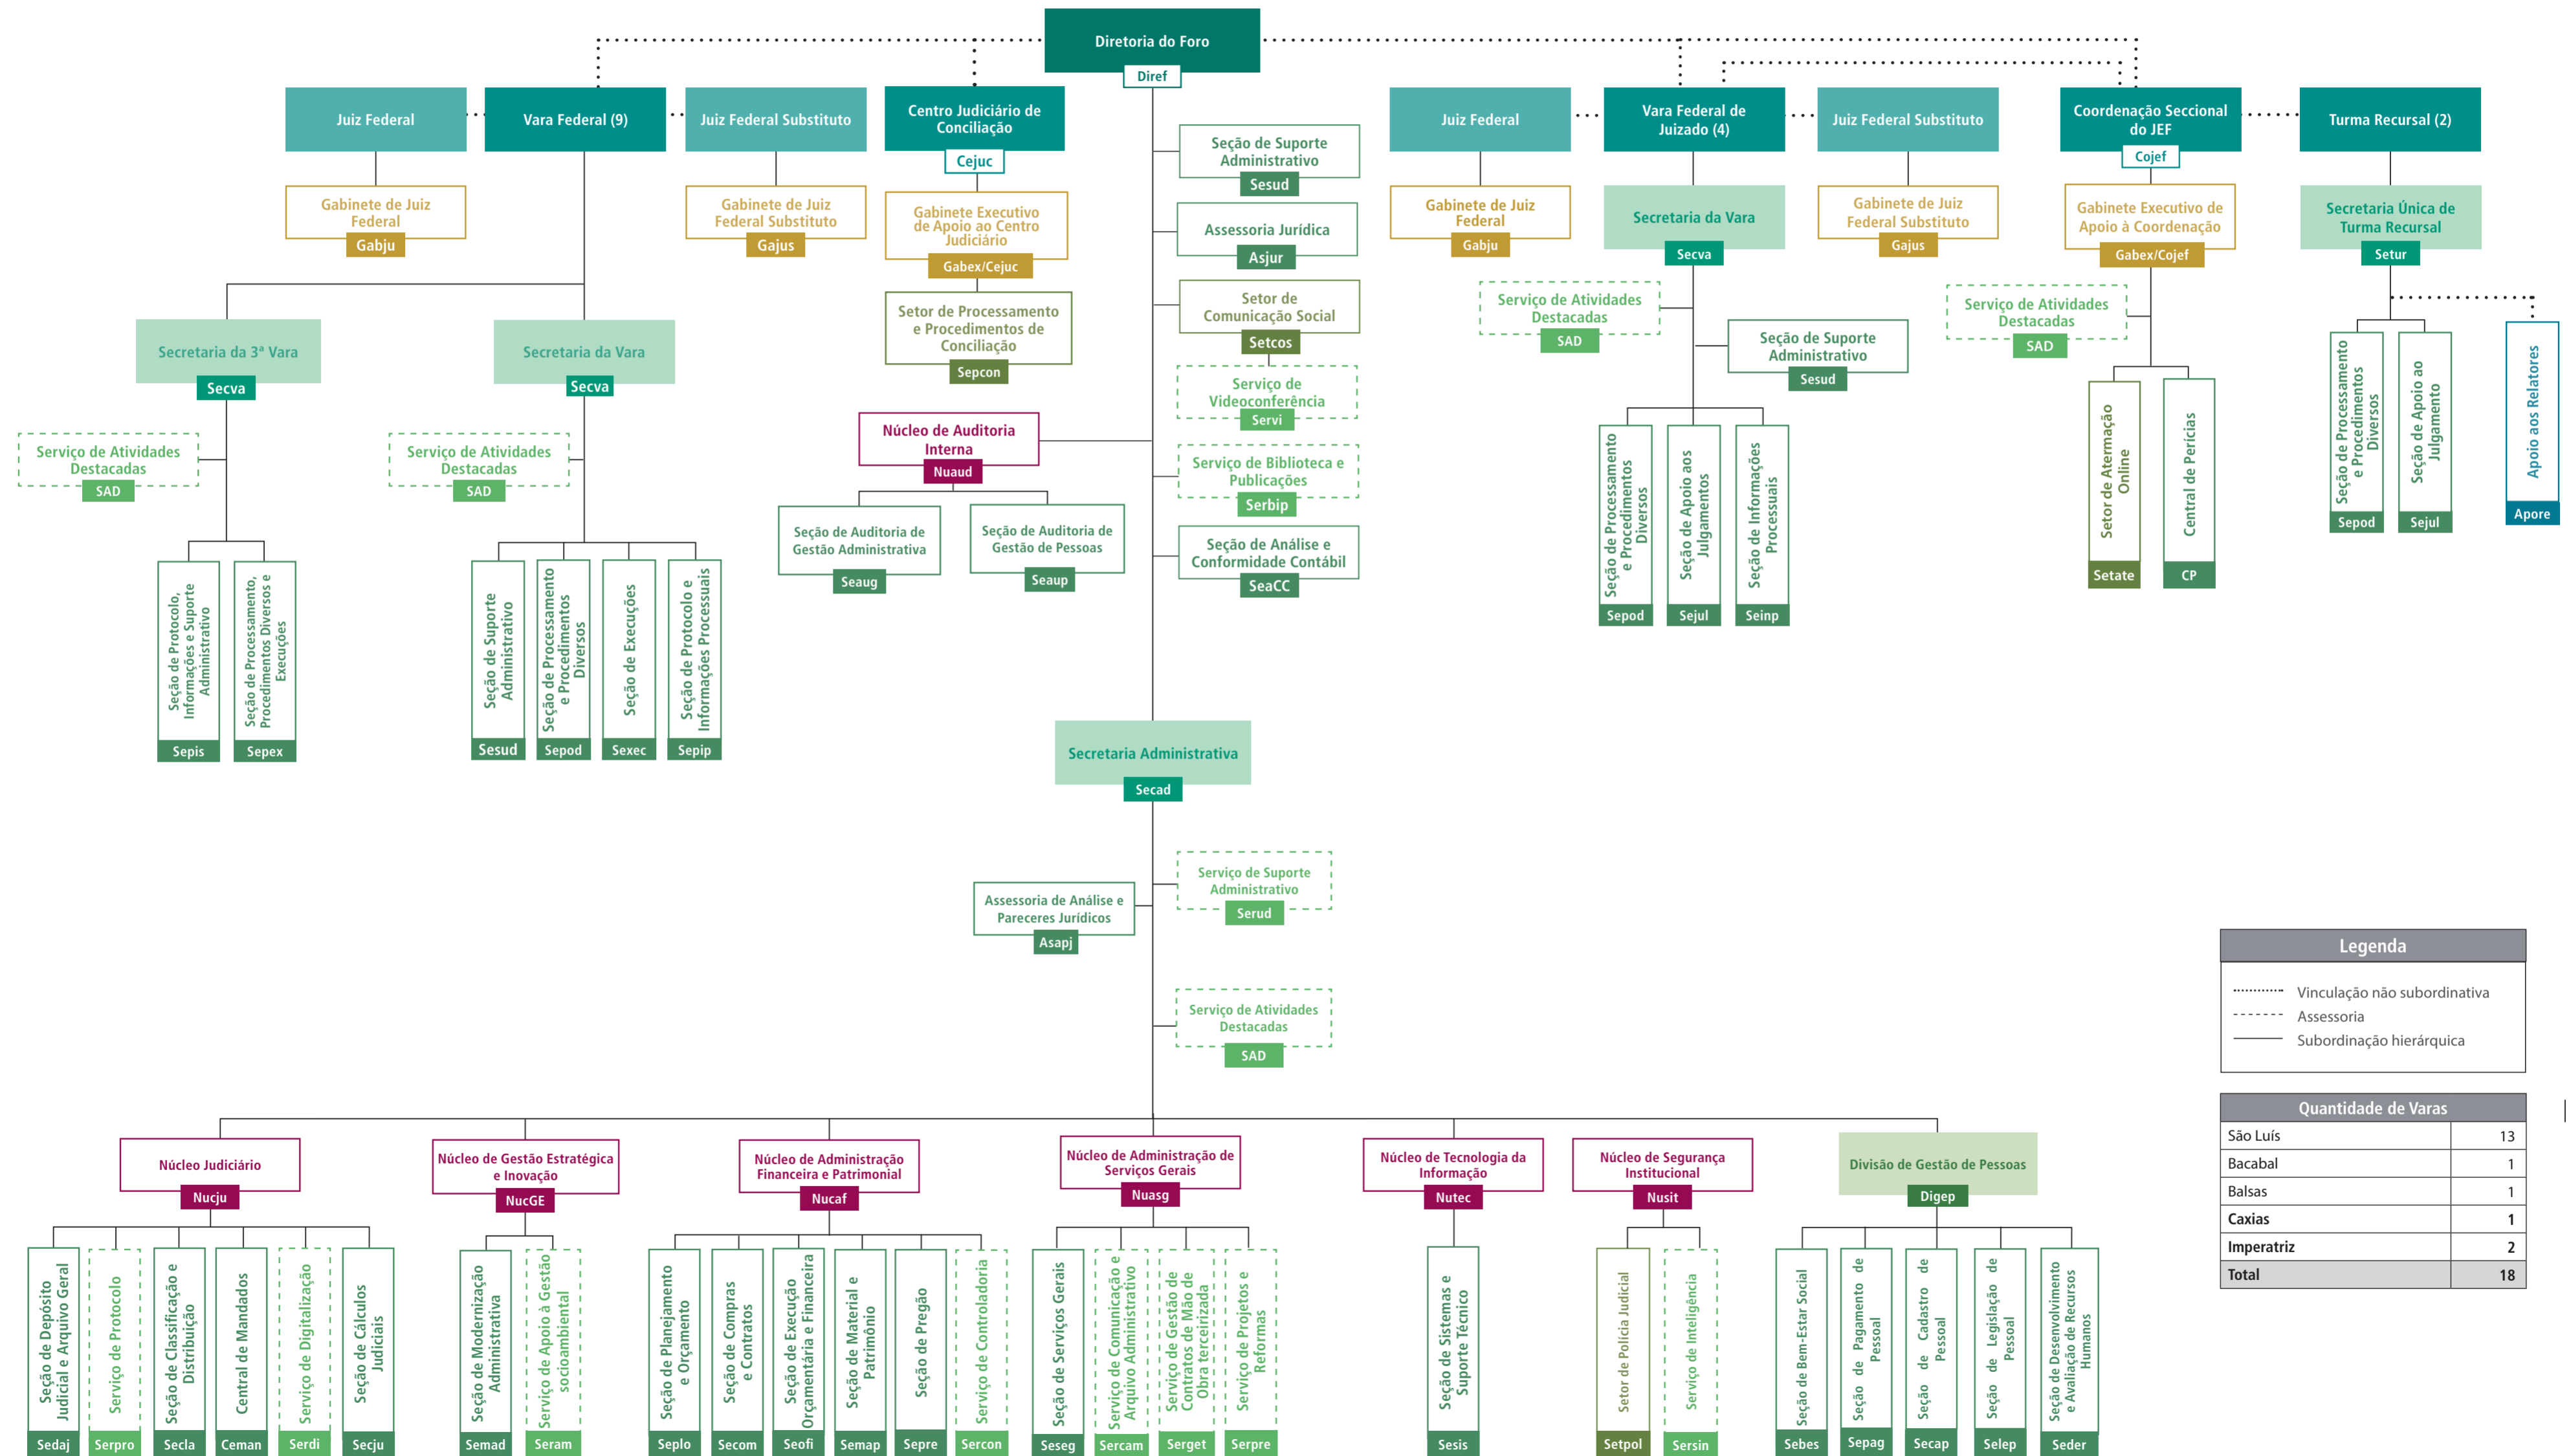 Diretoria do Foro
Diref
Juiz Federal
Vara Federal (9)
Juiz Federal Substituto
Centro Judiciário de
Conciliação
Cejuc
Juiz Federal
Vara Federal de
Juizado (4)
Juiz Federal Substituto
Coordenação Seccional
do JEF
Cojef
Turma Recursal (2)
Gabinete de Juiz
Federal
Gabju
Gabinete de Juiz
Federal Substituto
Gajus
Gabinete Executivo
de Apoio ao Centro
Judiciário
Gabex/Cejuc
Setor de Processamento
e Procedimentos de
Conciliação
Sepcon
Seção de Suporte
Administrativo
Sesud
Assessoria Jurídica
Asjur
Setor de
Comunicação Social
Setcos
Serviço de
Videoconferência
Servi
Serviço de Biblioteca e
Publicações
Serbip
Seção de Análise e
Conformidade Contábil
SeaCC
Núcleo de Auditoria
Interna
Nuaud
Seção de Auditoria de
Gestão Administrativa
Seaug
Seção de Auditoria de
Gestão de Pessoas
Seaup
Gabinete de Juiz
Federal
Gabju
Secretaria da Vara
Secva
Gabinete de Juiz
Federal Substituto
Gajus
Gabinete Executivo de
Apoio à Coordenação
Gabex/Cojef
Secretaria Única de
Turma Recursal
Setur
Serviço de Atividades
Destacadas
SAD
Seção de Suporte
Administrativo
Sesud
Serviço de Atividades
Destacadas
SAD
Seção de Processamento
e Procedimentos
Diversos
Sepod
Seção de Apoio aos
Julgamentos
Sejul
Seção de Informações
Processuais
Seinp
Setor de Atermação
Online
Setate
Central de Perícias
CP
Seção de Processamento
e Procedimentos
Diversos
Sepod
Seção de Apoio ao
Julgamento
Sejul
Apoio aos Relatores
Apore
Secretaria da 3ª Vara
Secva
Secretaria da Vara
Secva
Serviço de Atividades
Destacadas
SAD
Serviço de Atividades
Destacadas
SAD
Seção de Protocolo,
Informações e Suporte
Administrativo
Sepis
Seção de Processamento,
Procedimentos Diversos e
Execuções
Sepex
Seção de Suporte
Administrativo
Sesud
Seção de Processamento
e Procedimentos
Diversos
Sepod
Seção de Execuções
Sexec
Seção de Protocolo e
Informações Processuais
Sepip
Secretaria Administrativa
Secad
Serviço de Suporte
Administrativo
Serud
Assessoria de Análise e
Pareceres Jurídicos
Asapj
Serviço de Atividades
Destacadas
SAD
Legenda
Vinculação não subordinativa
Assessoria
Subordinação hierárquica
Quantidade de Varas
São Luís 13
Bacabal 1
Balsas 1
Caxias 1
Imperatriz 2
Total 18
Núcleo Judiciário
Nucju
Núcleo de Gestão Estratégica
e Inovação
NucGE
Núcleo de Administração
Financeira e Patrimonial
Nucaf
Núcleo de Administração de
Serviços Gerais
Nuasg
Núcleo de Tecnologia da
Informação
Nutec
Núcleo de Segurança
Institucional
Nusit
Divisão de Gestão de Pessoas
Digep
Seção de Depósito
Judicial e Arquivo Geral
Sedaj
Serviço de Protocolo
Serpro
Seção de Classificação e
Distribuição
Secla
Central de Mandados
Ceman
Serviço de Digitalização
Serdi
Seção de Cálculos
Judiciais
Secju
Seção de Modernização
Administrativa
Semad
Serviço de Apoio à Gestão
socioambiental
Seram
Seção de Planejamento
e Orçamento
Seplo
Seção de Compras
e Contratos
Secom
Seção de Execução
Orçamentária e Financeira
Seofi
Seção de Material e
Patrimônio
Semap
Seção de Pregão
Sepre
Serviço de Controladoria
Sercon
Seção de Serviços Gerais
Seseg
Serviço de Comunicação e
Arquivo Administrativo
Sercam
Serviço de Gestão de
Contratos de Mão de
Obra terceirizada
Serget
Serviço de Projetos e
Reformas
Serpre
Seção de Sistemas e
Suporte Técnico
Sesis
Setor de Polícia Judicial
Setpol
Serviço de Inteligência
Sersin
Seção de Bem-Estar Social
Sebes
Seção de Pagamento de
Pessoal
Sepag
Seção de Cadastro de
Pessoal
Secap
Seção de Legislação de
Pessoal
Selep
Seção de Desenvolvimento
e Avaliação de Recursos
Humanos
Seder